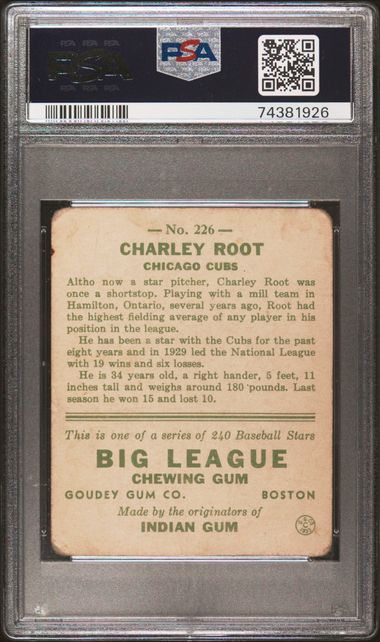 PSA
PSA
74381926
— No. 226 —
CHARLEY ROOT
CHICAGO CUBS
Altho now a star pitcher, Charley Root was
once a shortstop. Playing with a mill team in
Hamilton, Ontario, several years ago, Root had
the highest fielding average of any player in his
position in the league.
He has been a star with the Cubs for the past
eight years and in 1929 led the National League
with 19 wins and six losses.
He is 34 years old, a right hander, 5 feet, 11
inches tall and weighs around 180 pounds. Last
season he won 15 and lost 10.
This is one of a series of 240 Baseball Stars
BIG LEAGUE
CHEWING GUM
GOUDEY GUM CO. BOSTON
Made by the originators of
INDIAN GUM